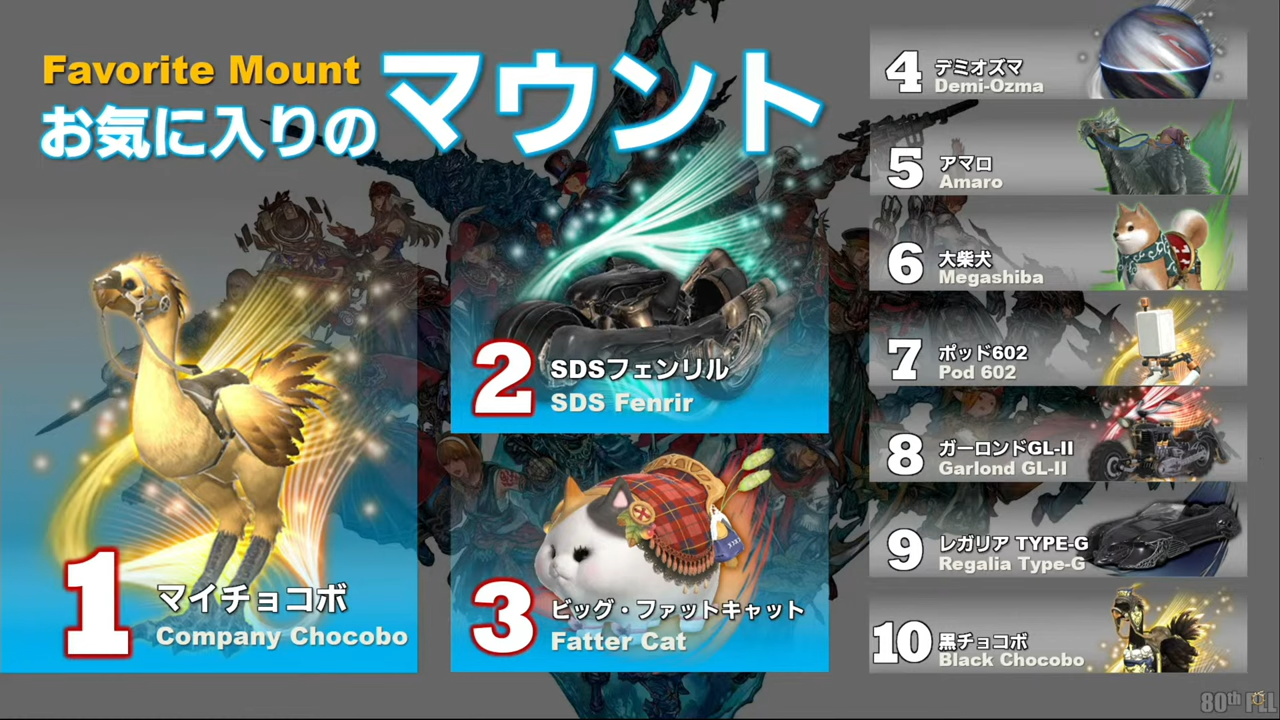 Favorite Mount
お気に入りの
マウント
1
マイチョコボ
Company Chocobo
2
SDSフェンリル
SDS Fenrir
3
ビッグ・ファットキャット
Fatter Cat
4
デミオズマ
Demi-Ozma
5
アマロ
Amaro
6
大柴犬
Megashiba
7
ポッド602
Pod 602
8
ガーロンドGL-II
Garlond GL-II
9
レガリア TYPE-G
Regalia Type-G
10
黒チョコボ
Black Chocobo
80th PLL